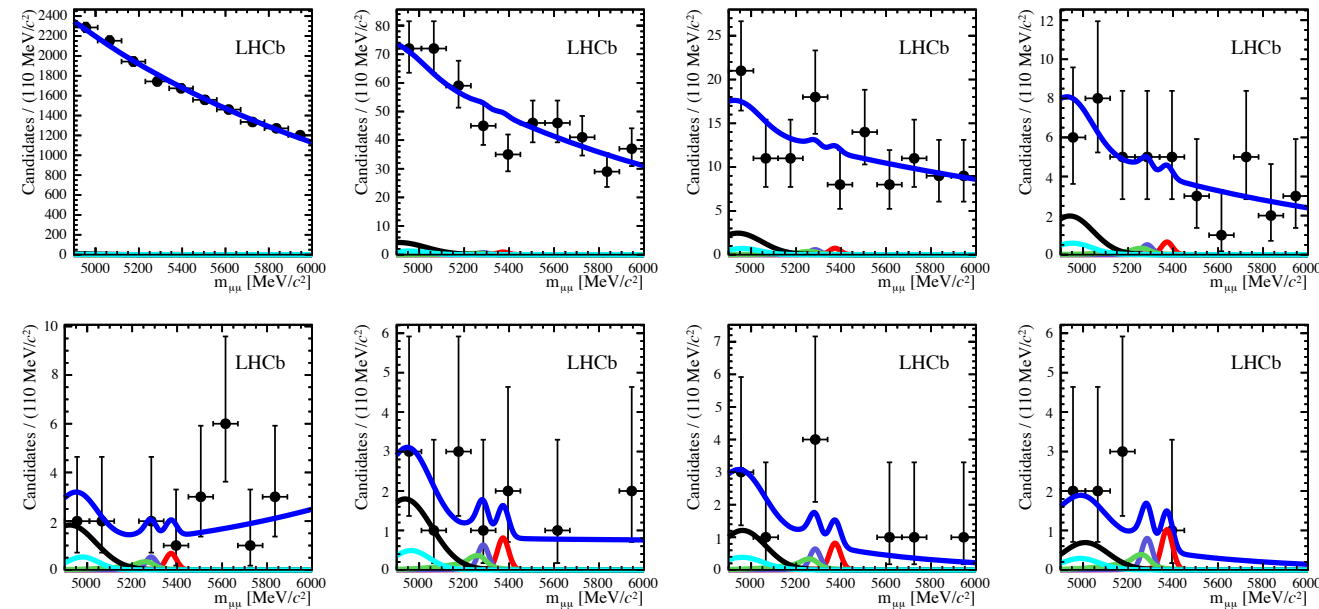 Candidates / (110 MeV/c²)
2400
2200
2000
1800
1600
1400
1200
1000
800
600
400
200
0
LHCb
5000 5200 5400 5600 5800 6000
mμμ [MeV/c²]
Candidates / (110 MeV/c²)
80
70
60
50
40
30
20
10
0
LHCb
5000 5200 5400 5600 5800 6000
mμμ [MeV/c²]
Candidates / (110 MeV/c²)
25
20
15
10
5
0
LHCb
5000 5200 5400 5600 5800 6000
mμμ [MeV/c²]
Candidates / (110 MeV/c²)
12
10
8
6
4
2
0
LHCb
5000 5200 5400 5600 5800 6000
mμμ [MeV/c²]
Candidates / (110 MeV/c²)
10
8
6
4
2
0
LHCb
5000 5200 5400 5600 5800 6000
mμμ [MeV/c²]
Candidates / (110 MeV/c²)
6
5
4
3
2
1
0
LHCb
5000 5200 5400 5600 5800 6000
mμμ [MeV/c²]
Candidates / (110 MeV/c²)
7
6
5
4
3
2
1
0
LHCb
5000 5200 5400 5600 5800 6000
mμμ [MeV/c²]
Candidates / (110 MeV/c²)
6
5
4
3
2
1
0
LHCb
5000 5200 5400 5600 5800 6000
mμμ [MeV/c²]